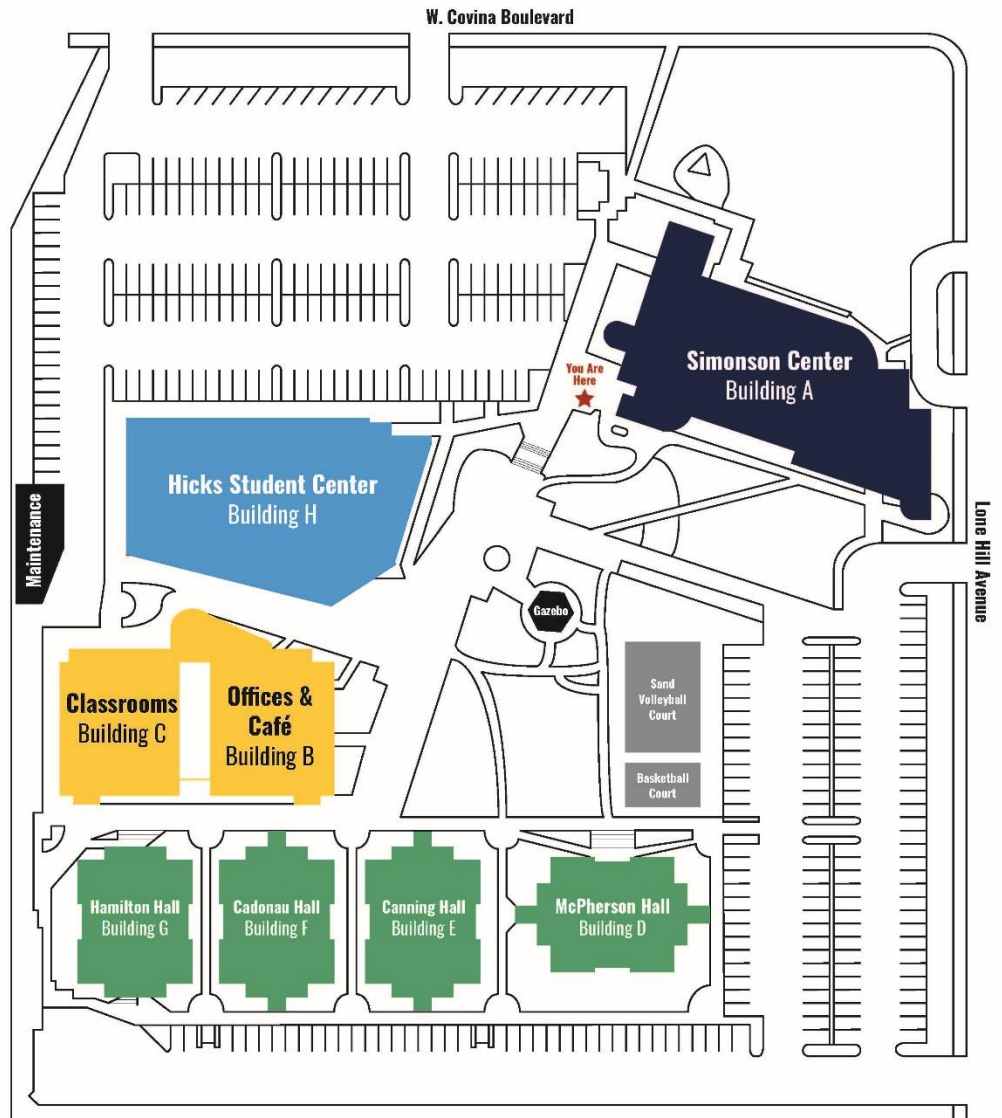 W. Covina Boulevard
Simonson Center
Building A
You Are
Here
Hicks Student Center
Building H
Maintenance
Lone Hill Avenue
Gazebo
Classrooms
Building C
Offices &
Café
Building B
Sand
Volleyball
Court
Basketball
Court
Hamilton Hall
Building G
Cadonau Hall
Building F
Canning Hall
Building E
McPherson Hall
Building D